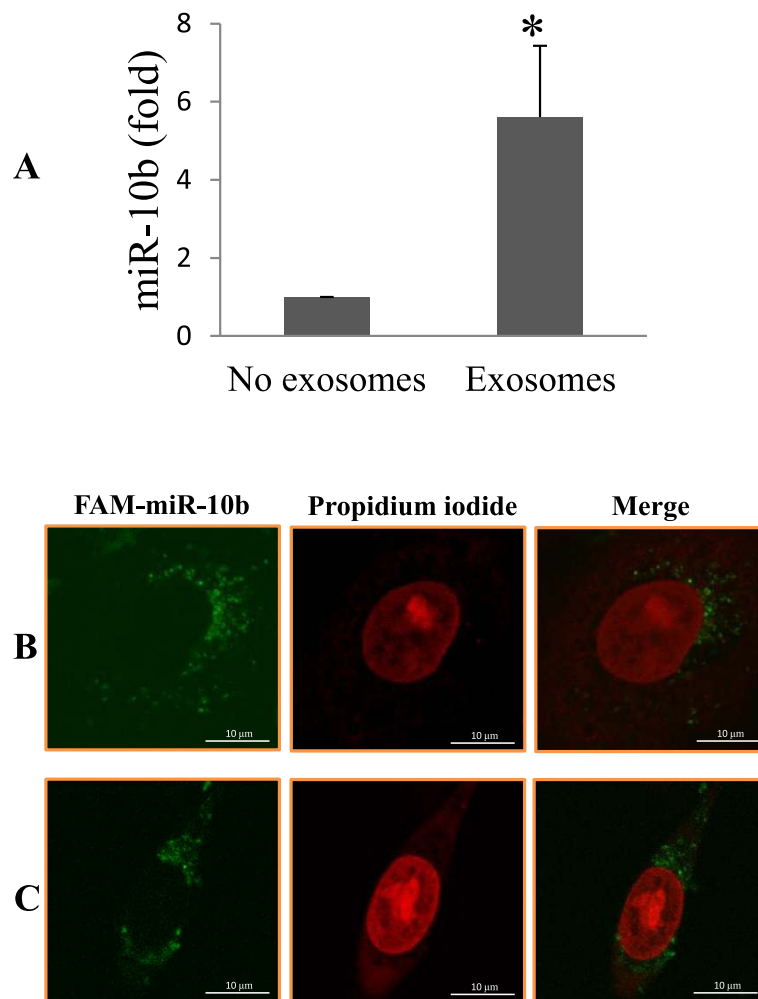 A
miR-10b (fold)
8
6
4
2
0
*
No exosomes
Exosomes
FAM-miR-10b
Propidium iodide
Merge
B
10 μm
10 μm
10 μm
C
10 μm
10 μm
10 μm